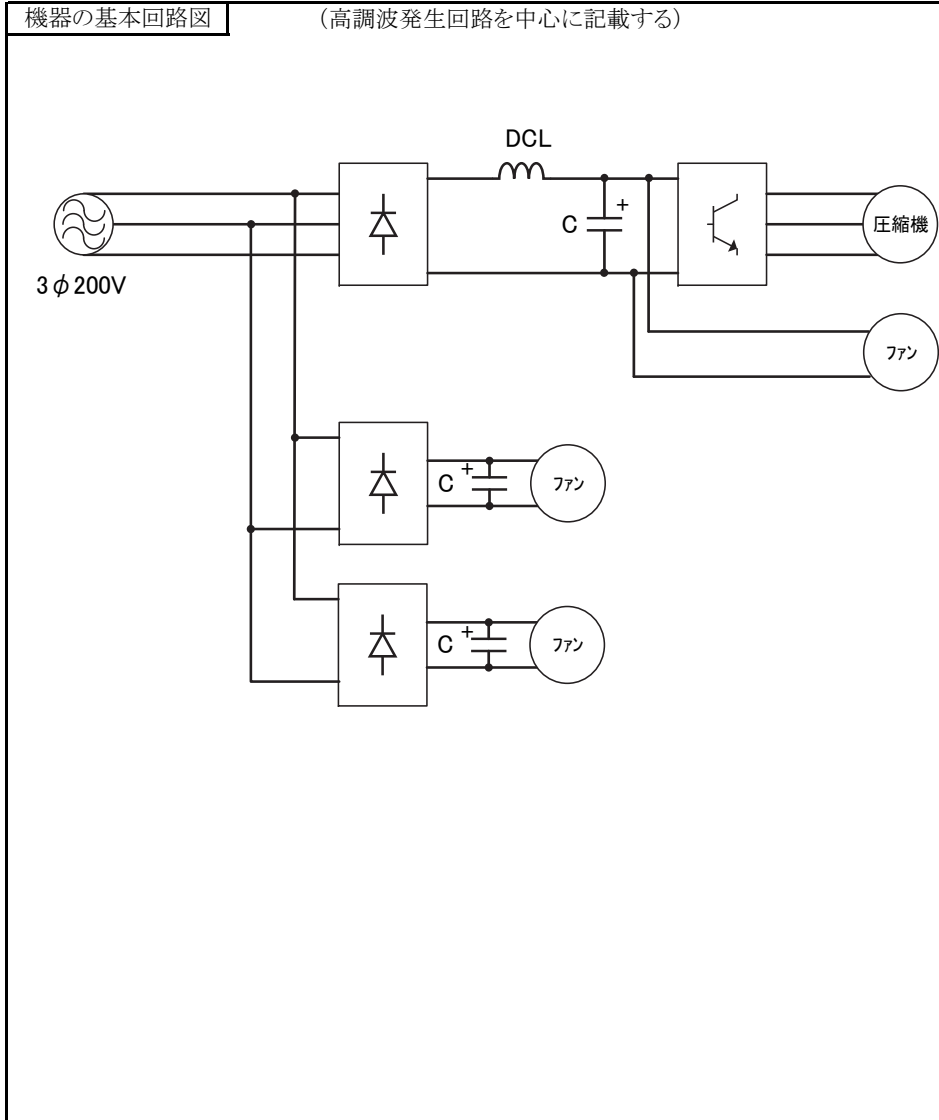 機器の基本回路図 (高調波発生回路を中心に記載する)
DCL
C +
圧縮機
3φ200V
ファン
C + ファン
C + ファン